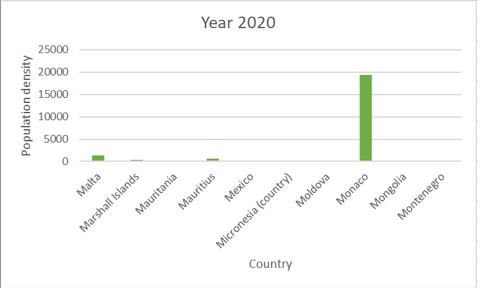 Year 2020
Population density
25000
20000
15000
10000
5000
0
Malta
Marshall Islands
Mauritania
Mauritius
Mexico
Micronesia (country)
Moldova
Monaco
Mongolia
Montenegro
Country